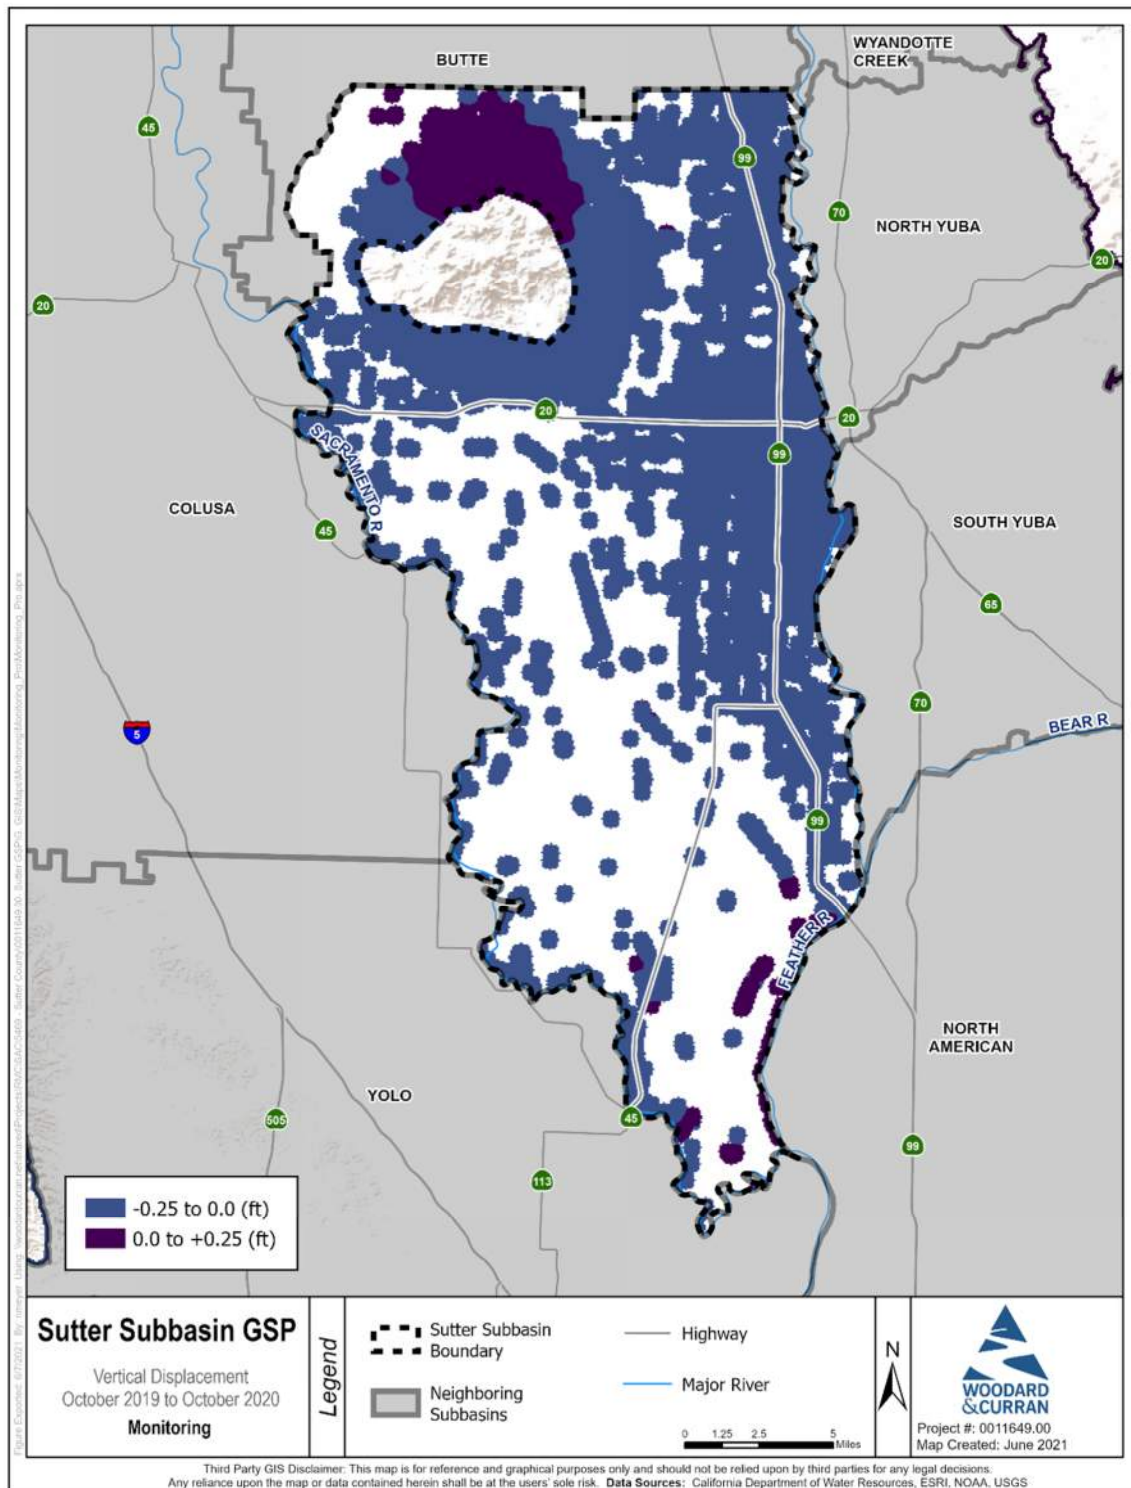 BUTTE
WYANDOTTE
CREEK
45
99
70
NORTH YUBA
20
20
20
20
SACRAMENTO R
99
COLUSA
45
SOUTH YUBA
65
70
5
BEAR R
99
FEATHER R
NORTH
AMERICAN
YOLO
505
45
99
113
-0.25 to 0.0 (ft)
0.0 to +0.25 (ft)
Sutter Subbasin GSP
Vertical Displacement
October 2019 to October 2020
Monitoring
Legend
Sutter Subbasin
Boundary
Neighboring
Subbasins
Highway
Major River
0 1.25 2.5 5
Miles
N
WOODARD
&CURRAN
Project #: 0011649.00
Map Created: June 2021
Third Party GIS Disclaimer: This map is for reference and graphical purposes only and should not be relied upon by third parties for any legal decisions.
Any reliance upon the map or data contained herein shall be at the users' sole risk. Data Sources: California Department of Water Resources, ESRI, NOAA, USGS